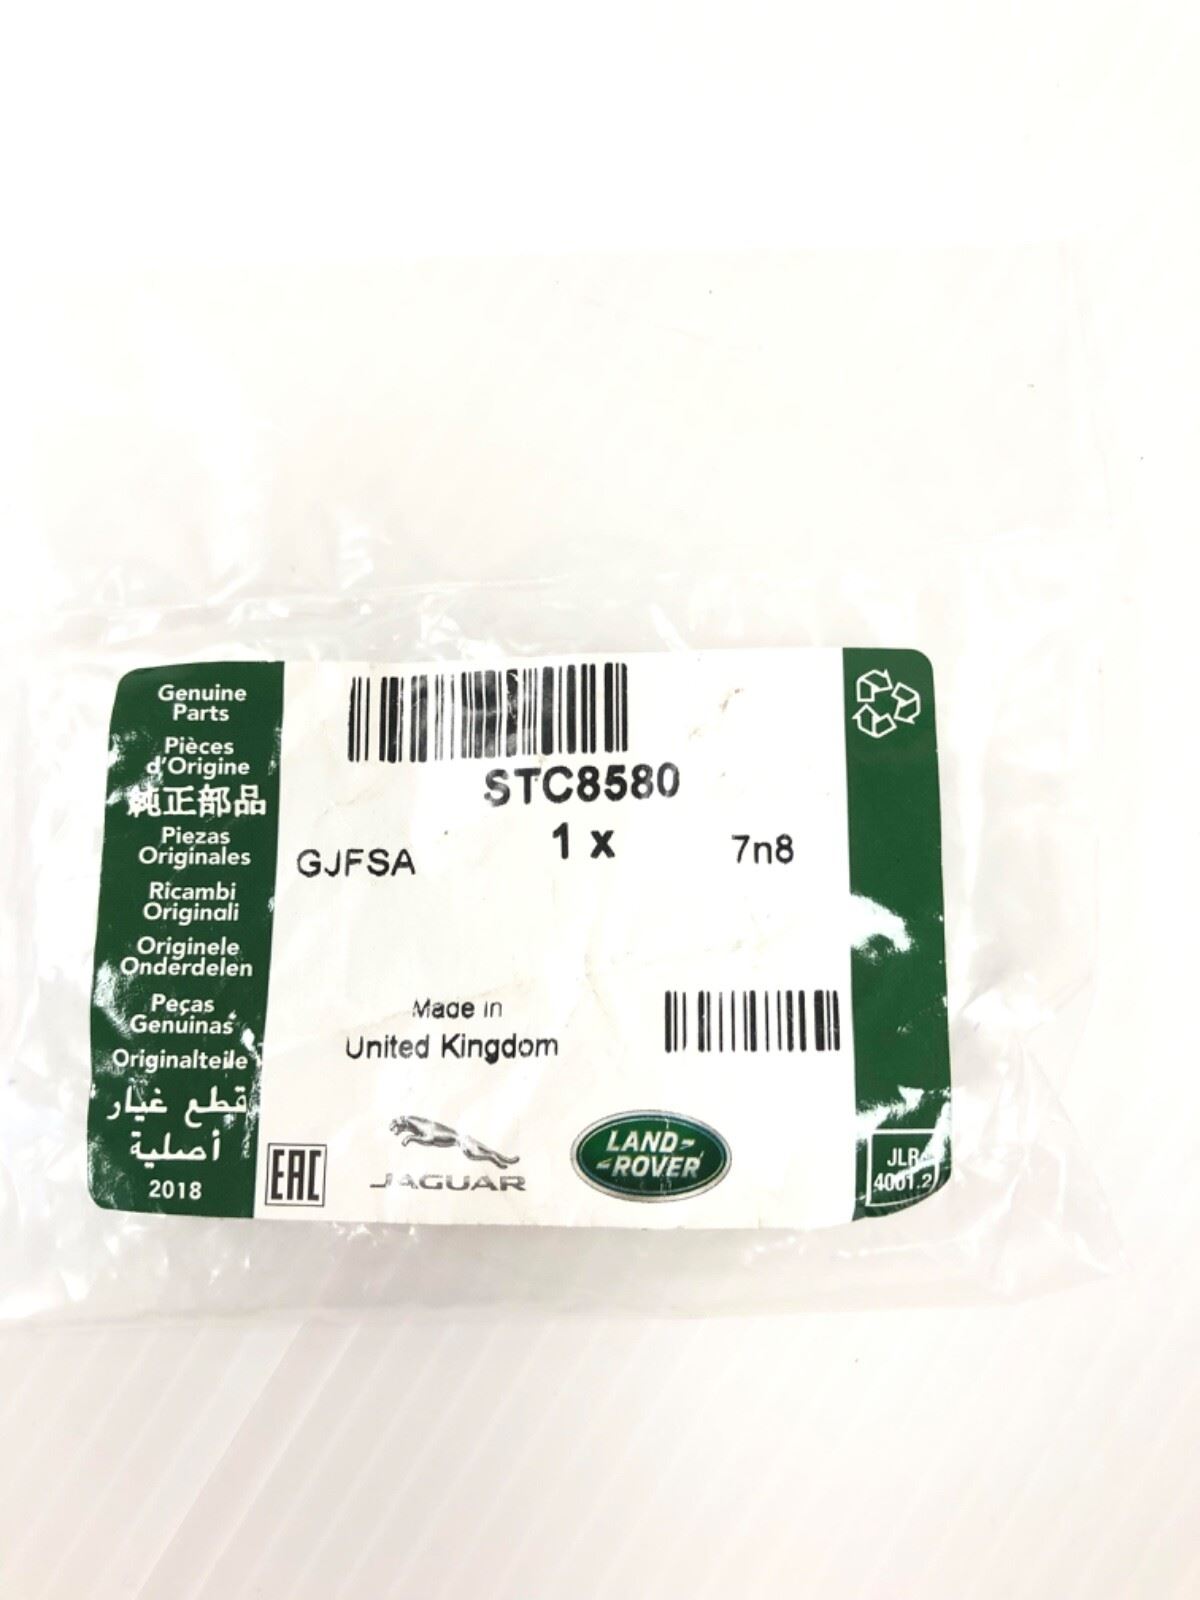 Genuine
Parts
Pièces
d'Origine
純正部品
Piezas
Originales
Ricambi
Originali
Originele
Onderdelen
Peças
Genuinas
Originalteile
قطع غيار
أصلية
2018
STC8580
1 x
GJFSA
7n8
Made in
United Kingdom
EAC
JAGUAR
LAND-
-ROVER
JLR
4001.2